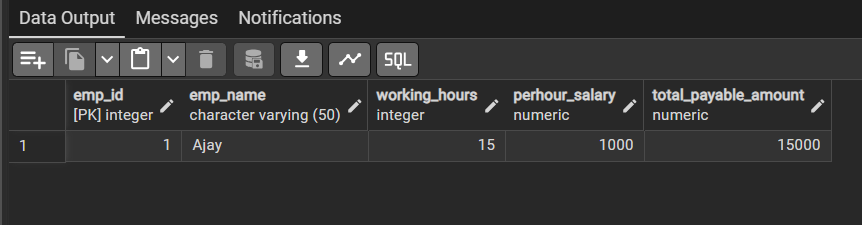 Data Output Messages Notifications
SQL
emp_id emp_name working_hours perhour_salary total_payable_amount
[PK] integer character varying (50) integer numeric numeric
1 1 Ajay 15 1000 15000